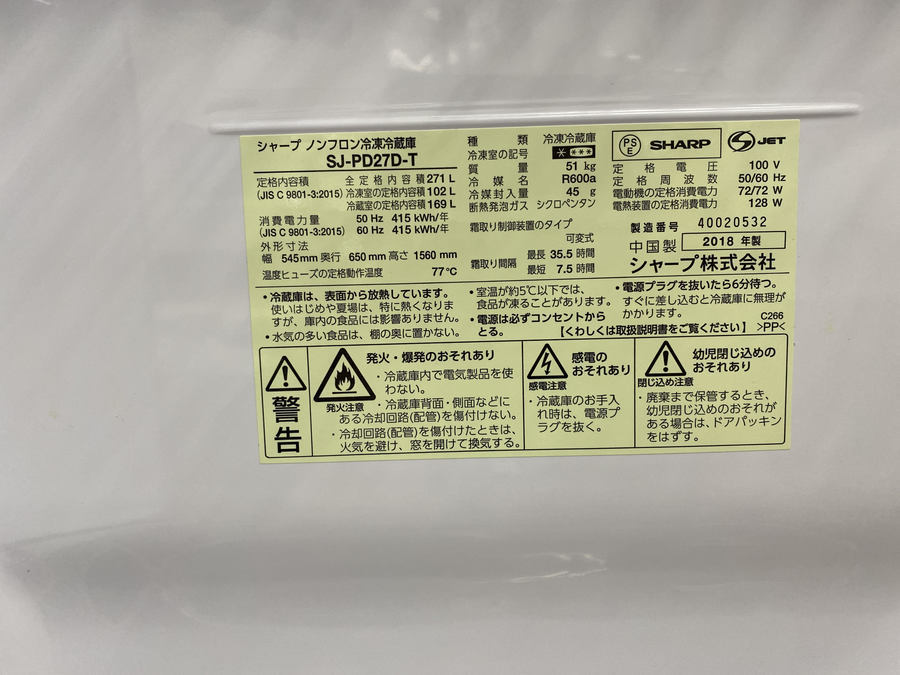 シャープ ノンフロン冷凍冷蔵庫
SJ-PD27D-T
定格内容積 全定格内容積 271 L
(JIS C 9801-3:2015) 冷凍室の定格内容積 102 L
冷蔵室の定格内容積 169 L
消費電力量 50 Hz 415 kWh/年
(JIS C 9801-3:2015) 60 Hz 415 kWh/年
外形寸法
幅 545 mm 奥行 650 mm 高さ 1560 mm
温度ヒューズの定格動作温度 77℃
種類 冷凍冷蔵庫
冷凍室の記号 * ***
質量 51 kg
冷媒名 R600a
冷媒封入量 45 g
断熱発泡ガス シクロペンタン
霜取り制御装置のタイプ
可変式
霜取り間隔 最長 35.5 時間
最短 7.5 時間
PS
E
SHARP
S JET
定格電圧 100 V
定格周波数 50/60 Hz
電動機の定格消費電力 72/72 W
電熱装置の定格消費電力 128 W
製造番号 40020532
中国製 2018 年製
シャープ株式会社
・冷蔵庫は、表面から放熱しています。
使いはじめや夏場は、特に熱くなりま
すが、庫内の食品には影響ありません。
・水気の多い食品は、棚の奥に置かない。
・室温が約5℃以下では、
食品が凍ることがあります。
・電源は必ずコンセントから
とる。
・電源プラグを抜いたら6分待つ。
すぐに差し込むと冷蔵庫に無理が
かかります。
【くわしくは取扱説明書をご覧ください】
C266
>PP<
警告
発火・爆発のおそれあり
発火注意
・冷蔵庫内で電気製品を使
わない。
・冷蔵庫背面・側面などに
ある冷却回路(配管)を傷付けない。
・冷却回路(配管)を傷付けたときは、
火気を避け、窓を開けて換気する。
感電の
おそれあり
感電注意
・冷蔵庫のお手入
れ時は、電源プ
ラグを抜く。
幼児閉じ込めの
おそれあり
閉じ込め注意
・廃棄まで保管するとき、
幼児閉じ込めのおそれが
ある場合は、ドアパッキン
をはずす。